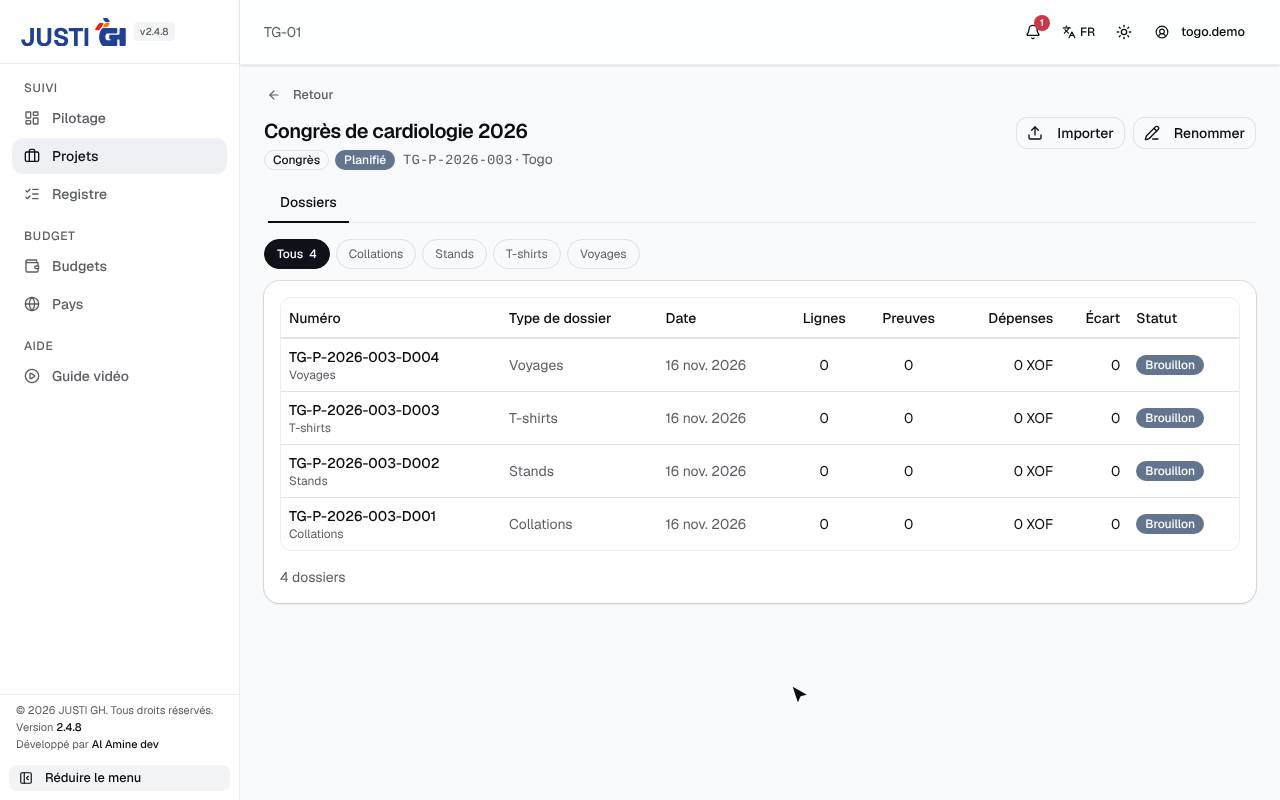 JUSTI GH v2.4.8
TG-01
1
FR
togo.demo
SUIVI
Pilotage
Projets
Registre
BUDGET
Budgets
Pays
AIDE
Guide vidéo
Retour
Congrès de cardiologie 2026
Importer
Renommer
Congrès Planifié TG-P-2026-003 · Togo
Dossiers
Tous 4 Collations Stands T-shirts Voyages
Numéro Type de dossier Date Lignes Preuves Dépenses Écart Statut
TG-P-2026-003-D004
Voyages
Voyages 16 nov. 2026 0 0 0 XOF 0 Brouillon
TG-P-2026-003-D003
T-shirts
T-shirts 16 nov. 2026 0 0 0 XOF 0 Brouillon
TG-P-2026-003-D002
Stands
Stands 16 nov. 2026 0 0 0 XOF 0 Brouillon
TG-P-2026-003-D001
Collations
Collations 16 nov. 2026 0 0 0 XOF 0 Brouillon
4 dossiers
© 2026 JUSTI GH. Tous droits réservés.
Version 2.4.8
Développé par Al Amine dev
Réduire le menu